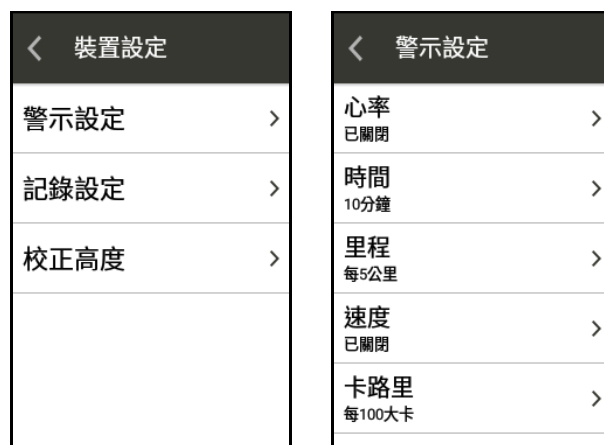 裝置設定
警示設定
記錄設定
校正高度
警示設定
心率
已關閉
時間
10分鐘
里程
每5公里
速度
已關閉
卡路里
每100大卡